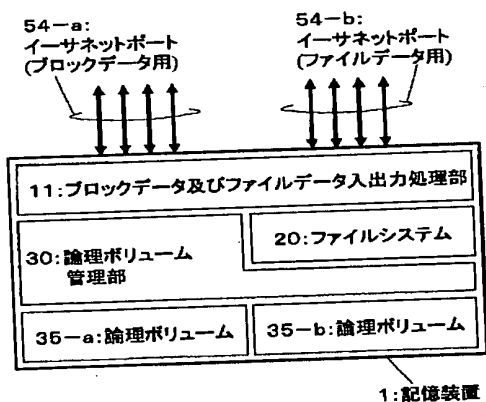 54-a:
イーサネットポート
(ブロックデータ用)
54-b:
イーサネットポート
(ファイルデータ用)
11:ブロックデータ及びファイルデータ入出力処理部
30:論理ボリューム
管理部
20:ファイルシステム
35-a:論理ボリューム
35-b:論理ボリューム
1:記憶装置